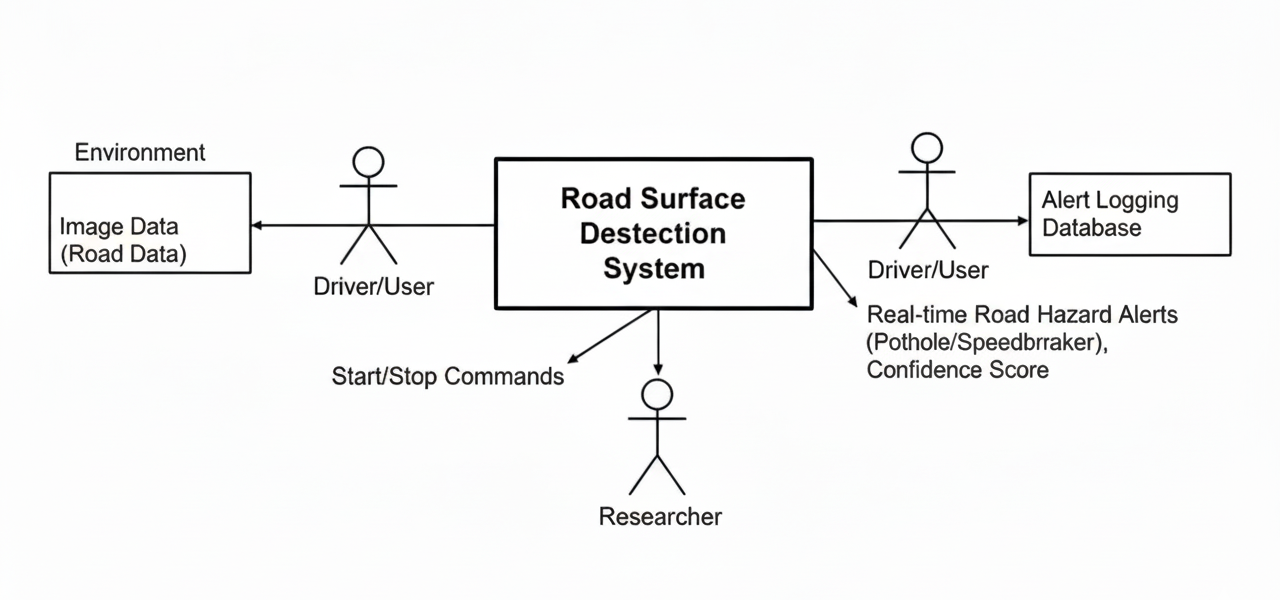 Environment
Image Data
(Road Data)
Driver/User
Road Surface
Destection
System
Driver/User
Alert Logging
Database
Real-time Road Hazard Alerts
(Pothole/Speedbrraker),
Confidence Score
Start/Stop Commands
Researcher